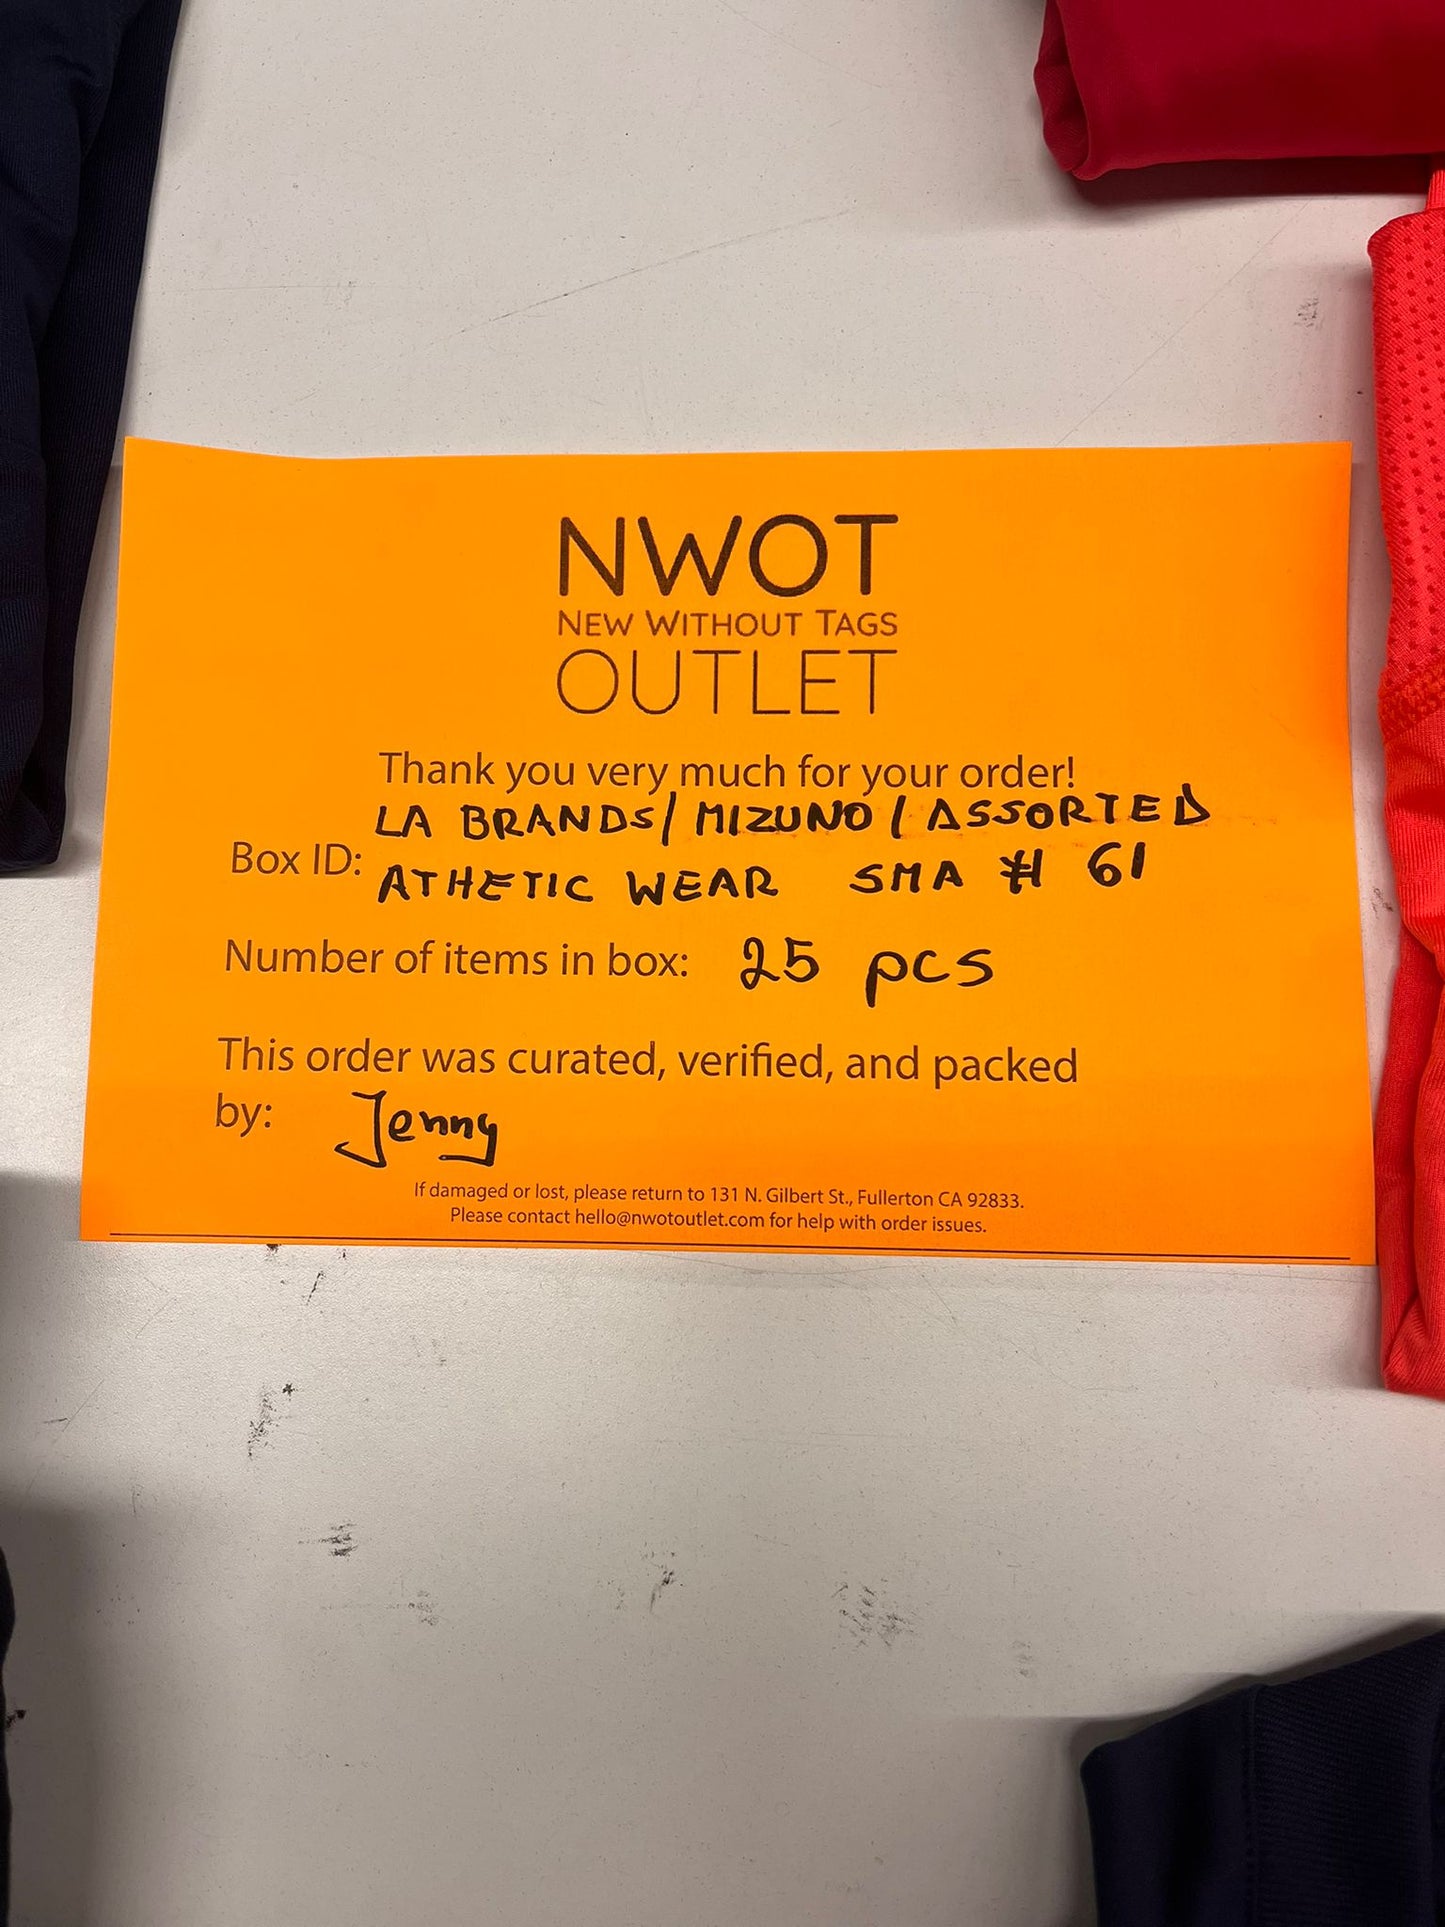 NWOT
NEW WITHOUT TAGS
OUTLET
Thank you very much for your order!
LA BRANDS/ MIZUNO / ASSORTED
Box ID: ATHETIC WEAR SMA # 61
Number of items in box: 25 pcs
This order was curated, verified, and packed
by: Jenny
If damaged or lost, please return to 131 N. Gilbert St., Fullerton CA 92833.
Please contact hello@nwotoutlet.com for help with order issues.